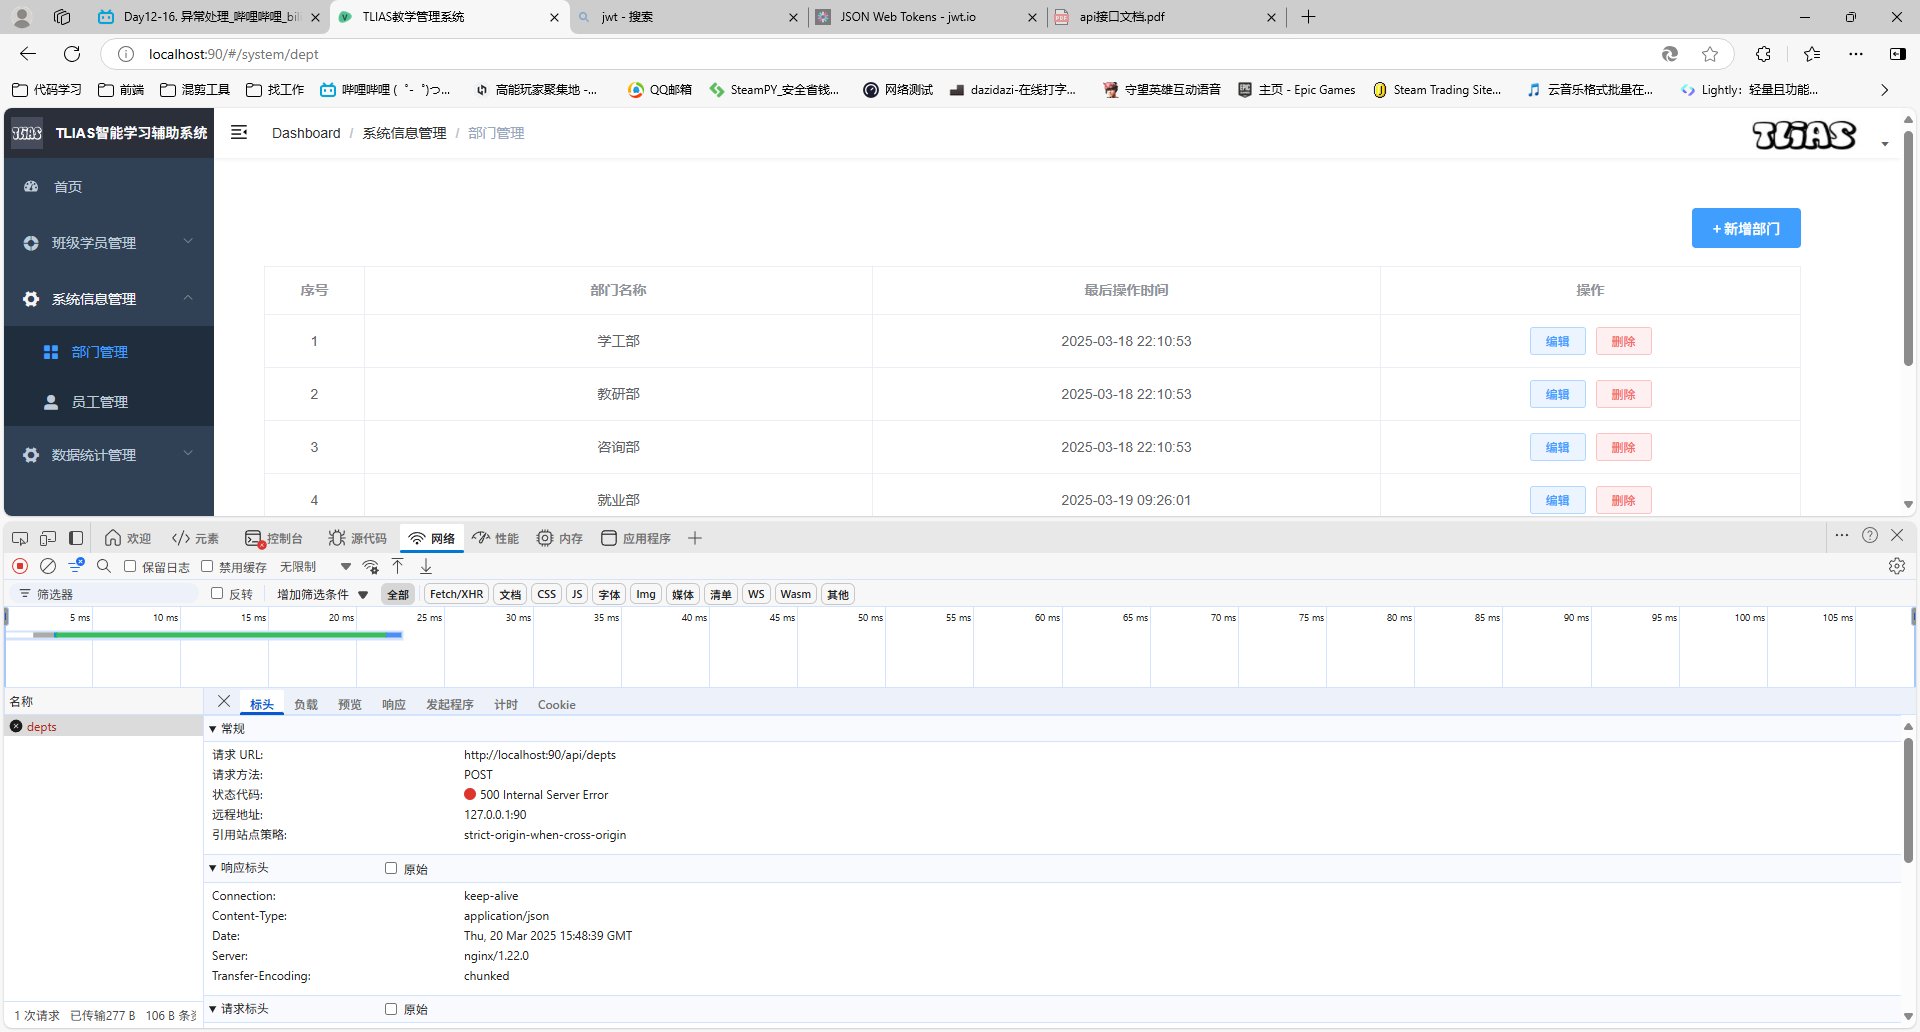 Day12-16. 异常处理_哔哩哔哩_bili
TLIAS教学管理系统
jwt - 搜索
JSON Web Tokens - jwt.io
api接口文档.pdf
localhost:90/#/system/dept
代码学习
前端
混剪工具
找工作
哔哩哔哩 ( ゜- ゜)つ...
高能玩家聚集地 -...
QQ邮箱
SteamPY_安全省钱...
网络测试
dazidazi-在线打字...
守望英雄互动语音
主页 - Epic Games
Steam Trading Site...
云音乐格式批量在...
Lightly：轻量且功能...
TLIAS TLIAS智能学习辅助系统
Dashboard / 系统信息管理 / 部门管理
TLIAS
首页
班级学员管理
系统信息管理
部门管理
员工管理
数据统计管理
+ 新增部门
序号 部门名称 最后操作时间 操作
1 学工部 2025-03-18 22:10:53 编辑 删除
2 教研部 2025-03-18 22:10:53 编辑 删除
3 咨询部 2025-03-18 22:10:53 编辑 删除
4 就业部 2025-03-19 09:26:01 编辑 删除
欢迎 </> 元素 控制台 源代码 网络 性能 内存 应用程序
保留日志 禁用缓存 无限制
筛选器 反转 增加筛选条件 全部 Fetch/XHR 文档 CSS JS 字体 Img 媒体 清单 WS Wasm 其他
5 ms 10 ms 15 ms 20 ms 25 ms 30 ms 35 ms 40 ms 45 ms 50 ms 55 ms 60 ms 65 ms 70 ms 75 ms 80 ms 85 ms 90 ms 95 ms 100 ms 105 ms
名称
depts
标头 负载 预览 响应 发起程序 计时 Cookie
常规
请求 URL: http://localhost:90/api/depts
请求方法: POST
状态代码: 500 Internal Server Error
远程地址: 127.0.0.1:90
引用站点策略: strict-origin-when-cross-origin
响应标头 原始
Connection: keep-alive
Content-Type: application/json
Date: Thu, 20 Mar 2025 15:48:39 GMT
Server: nginx/1.22.0
Transfer-Encoding: chunked
请求标头 原始
1 次请求 已传输277 B 106 B 条